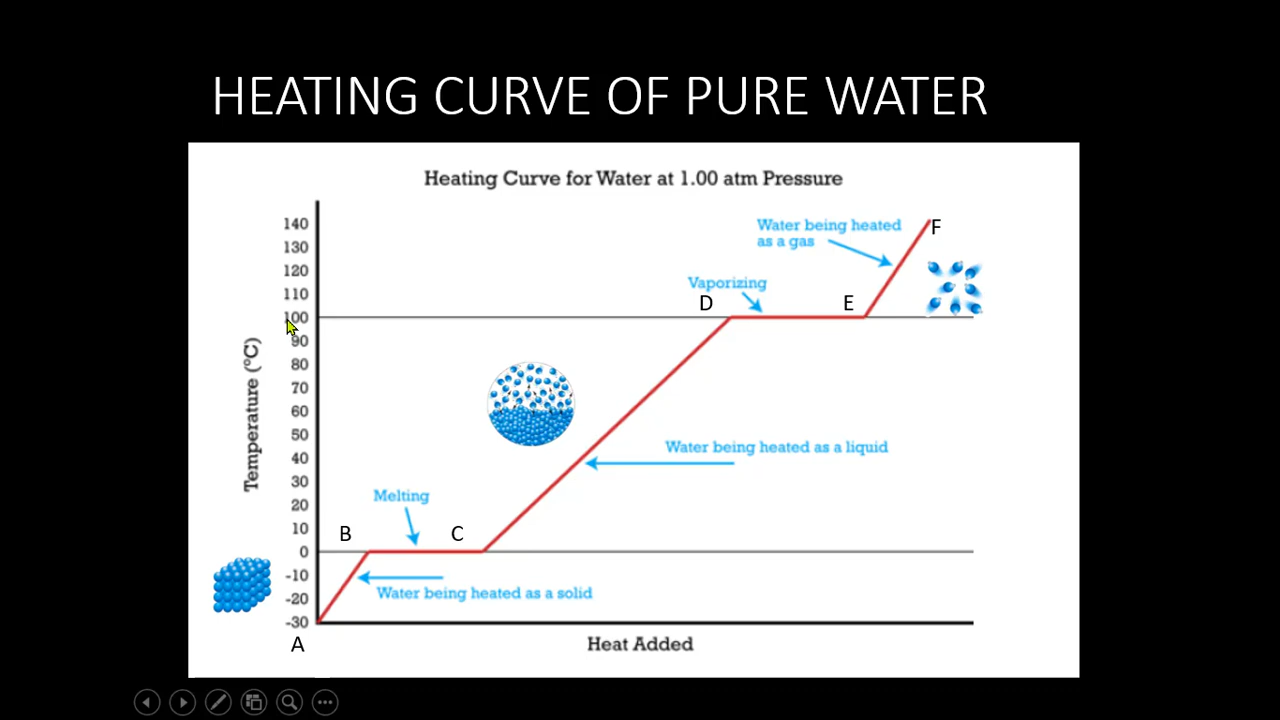 HEATING CURVE OF PURE WATER
Heating Curve for Water at 1.00 atm Pressure
Water being heated
as a gas
F
Vaporizing
D
E
Temperature (°C)
140
130
120
110
100
90
80
70
60
50
40
30
20
10
0
-10
-20
-30
Water being heated as a liquid
Melting
B
C
Water being heated as a solid
A
Heat Added